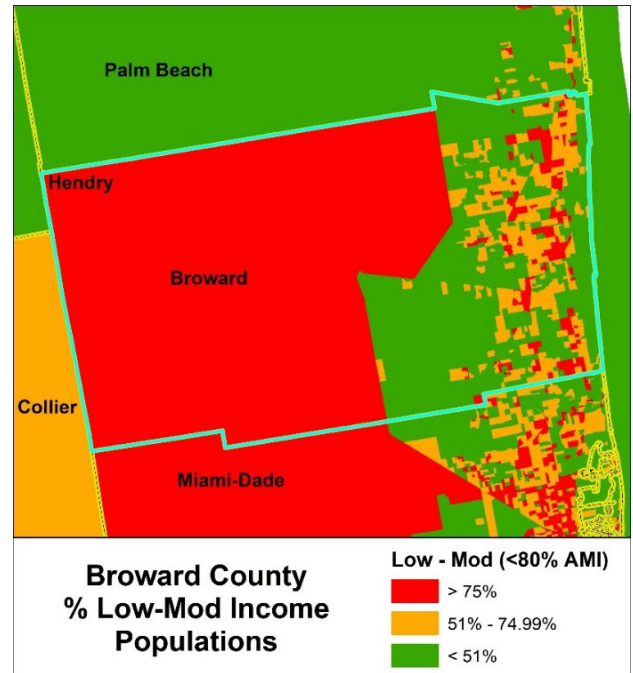 Palm Beach
Hendry
Broward
Collier
Miami-Dade
Broward County
% Low-Mod Income
Populations
Low - Mod (<80% AMI)
> 75%
51% - 74.99%
< 51%